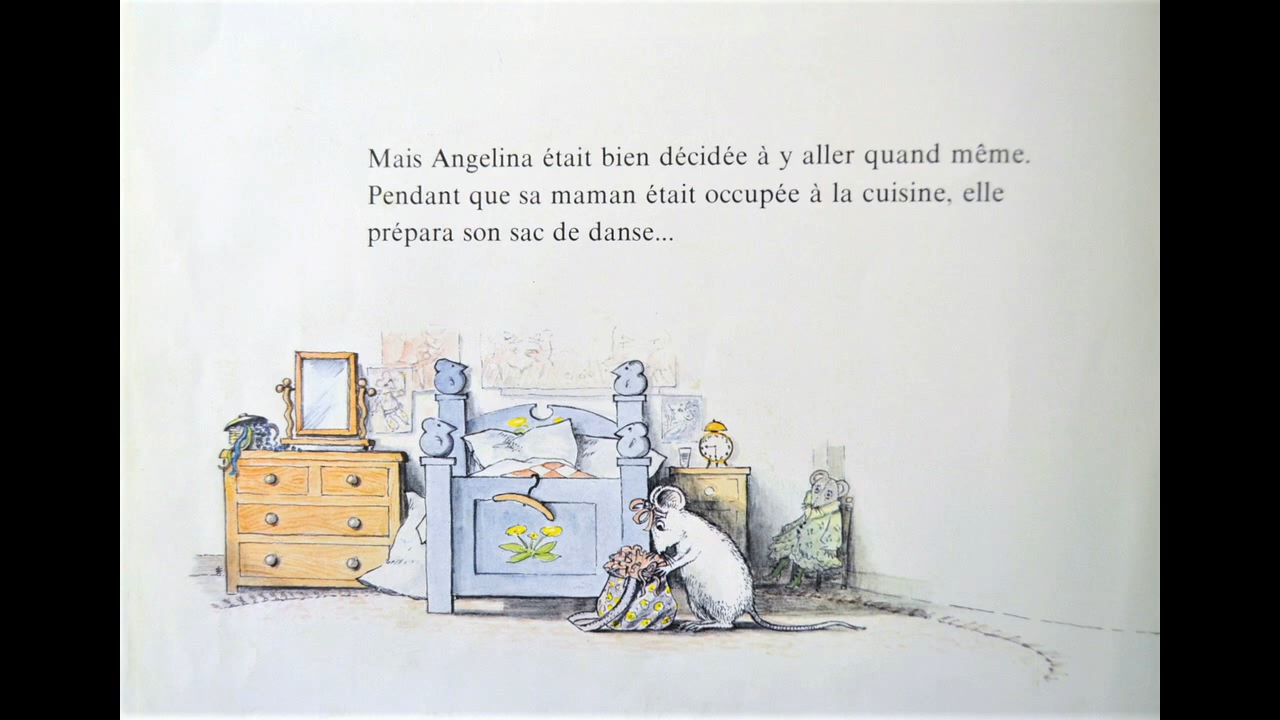 Mais Angelina était bien décidée à y aller quand même.
Pendant que sa maman était occupée à la cuisine, elle
prépara son sac de danse...